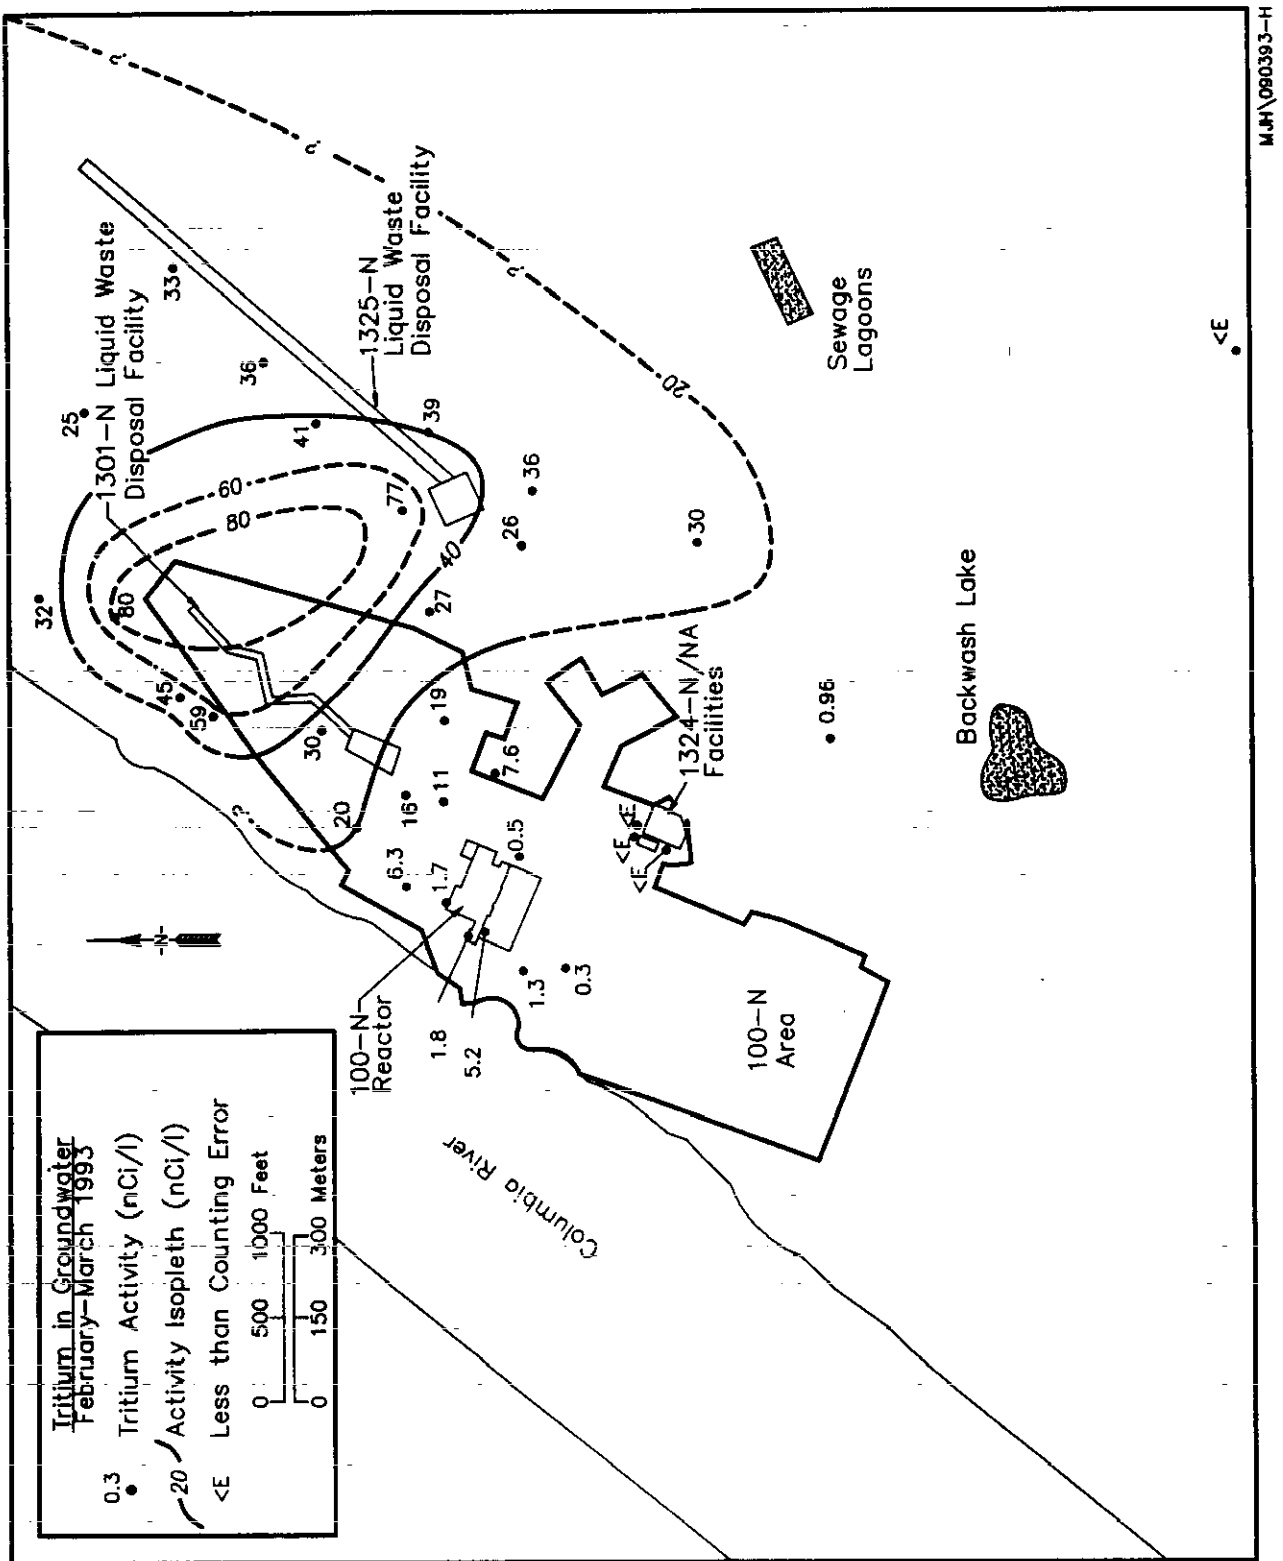 Tritium in Groundwater
February-March 1993
0.3
Tritium Activity (nCi/l)
20
Activity Isopleth (nCi/l)
<E
Less than Counting Error
0 500 1000 Feet
0 150 300 Meters
-N-
Columbia River
100-N
Reactor
1301-N Liquid Waste
Disposal Facility
1325-N
Liquid Waste
Disposal Facility
1324-N/NA
Facilities
100-N
Area
Sewage
Lagoons
Backwash Lake
?
?
?
?
25
33
36
32
41
39
60
80
80
77
45
59
30
40
36
26
27
30
20
20
19
7.6
11
16
6.3
1.7
0.5
1.8
5.2
1.3
0.3
<E
<E
<E
0.96
<E
MJH\090393-H